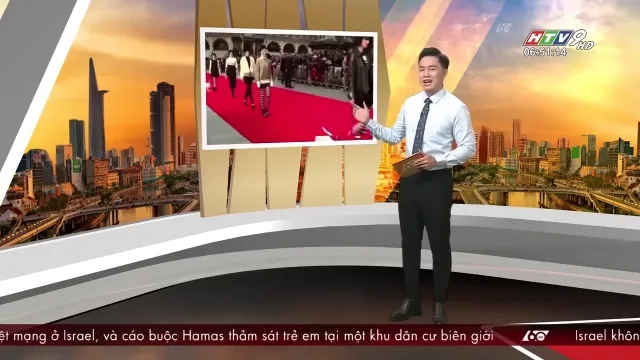 HTV9 HD
06:51:14
ệt mạng ở Israel, và cáo buộc Hamas thảm sát trẻ em tại một khu dân cư biên giới 60 Israel khôn